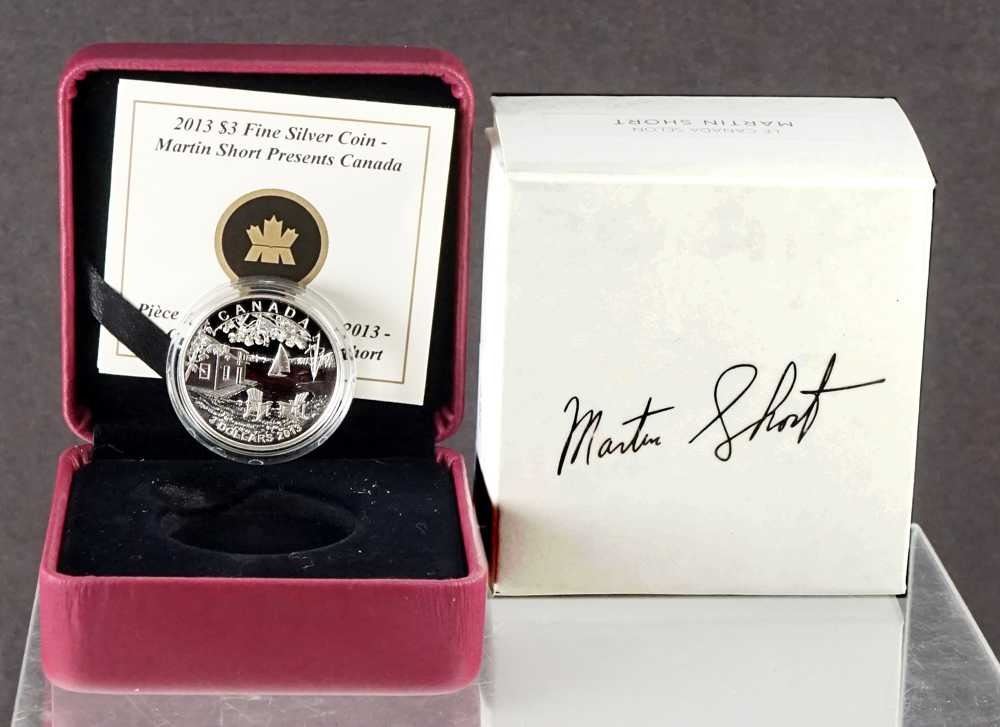 2013 $3 Fine Silver Coin -
Martin Short Presents Canada
Pièce
2013 -
Short
CANADA
3 DOLLARS 2013
LE CANADA SELON
MARTIN SHORT
Martin Short